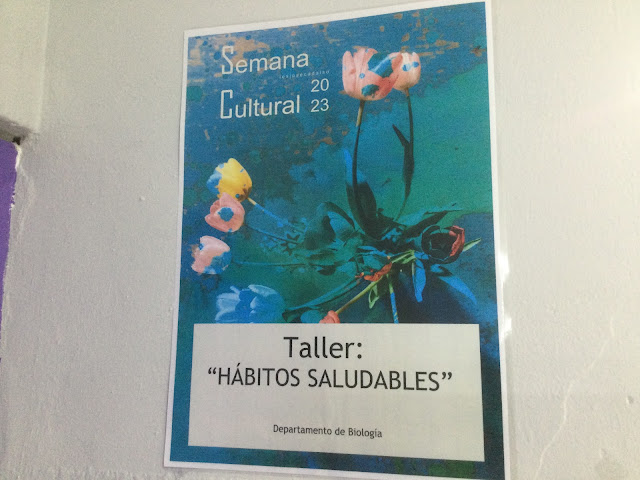 Semana
20
Cultural 23
Taller:
“HÁBITOS SALUDABLES”
Departamento de Biología